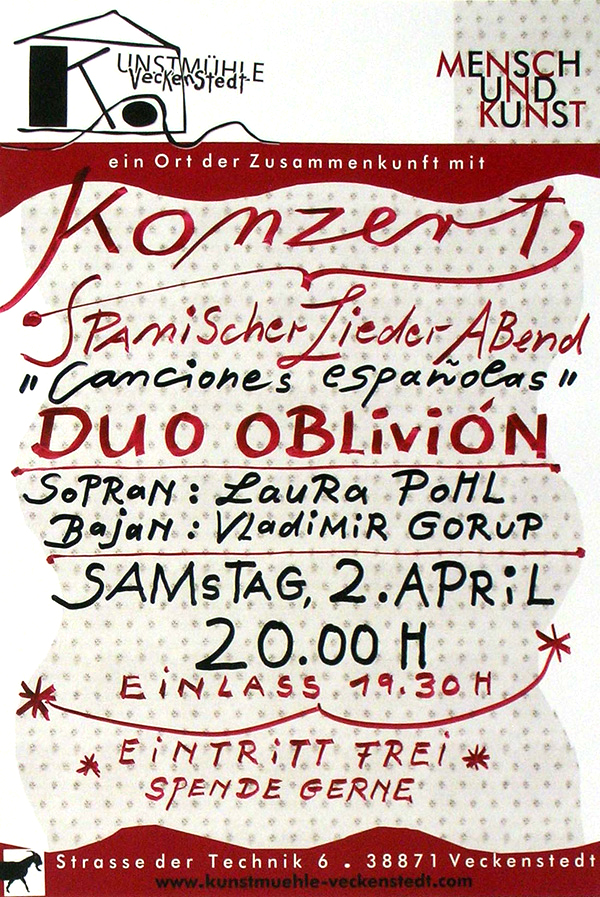 KUNSTMÜHLE
VeckenStedt
MENSCH
UND
KUNST
ein Ort der Zusammenkunft mit
Konzert
SPAniScher Lieder-ABend
"Canciones españolas"
DUO OBLiviÓN
SoPRaN: LauRa PoHL
BajaN: VLadiMiR GORuP
SAMsTAG, 2. APRiL
20.00 H
EiNLASS 19.30 H
* EiNTRiTT FREi *
SPENDE GERNE
Strasse der Technik 6 . 38871 Veckenstedt
www.kunstmuehle-veckenstedt.com